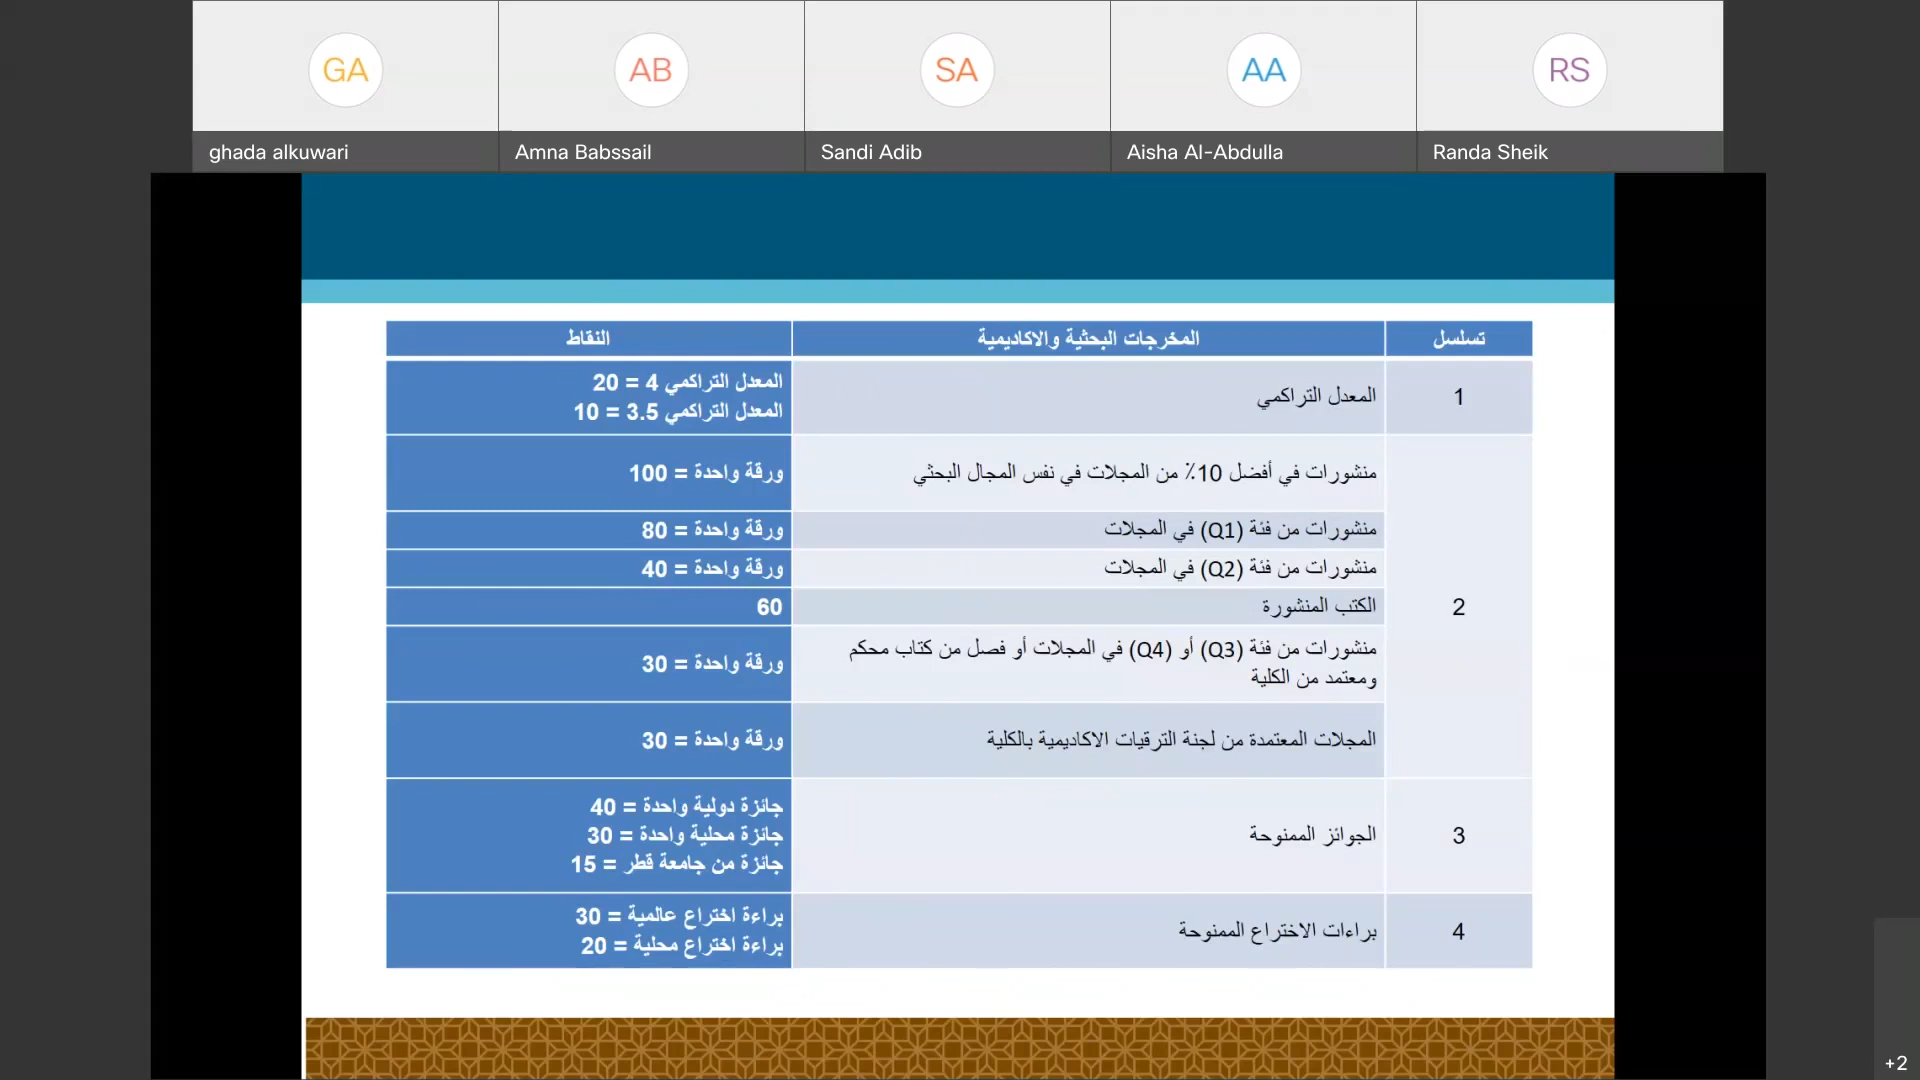 GA
AB
SA
AA
RS
ghada alkuwari
Amna Babssail
Sandi Adib
Aisha Al-Abdulla
Randa Sheik
تسلسل
المخرجات البحثية والاكاديمية
النقاط
1
المعدل التراكمي
المعدل التراكمي 4 = 20
المعدل التراكمي 3.5 = 10
2
منشورات في أفضل 10٪ من المجلات في نفس المجال البحثي
ورقة واحدة = 100
منشورات من فئة (Q1) في المجلات
ورقة واحدة = 80
منشورات من فئة (Q2) في المجلات
ورقة واحدة = 40
الكتب المنشورة
60
منشورات من فئة (Q3) أو (Q4) في المجلات أو فصل من كتاب محكم
ومعتمد من الكلية
ورقة واحدة = 30
المجلات المعتمدة من لجنة الترقيات الاكاديمية بالكلية
ورقة واحدة = 30
3
الجوائز الممنوحة
جائزة دولية واحدة = 40
جائزة محلية واحدة = 30
جائزة من جامعة قطر = 15
4
براءات الاختراع الممنوحة
براءة اختراع عالمية = 30
براءة اختراع محلية = 20
+2